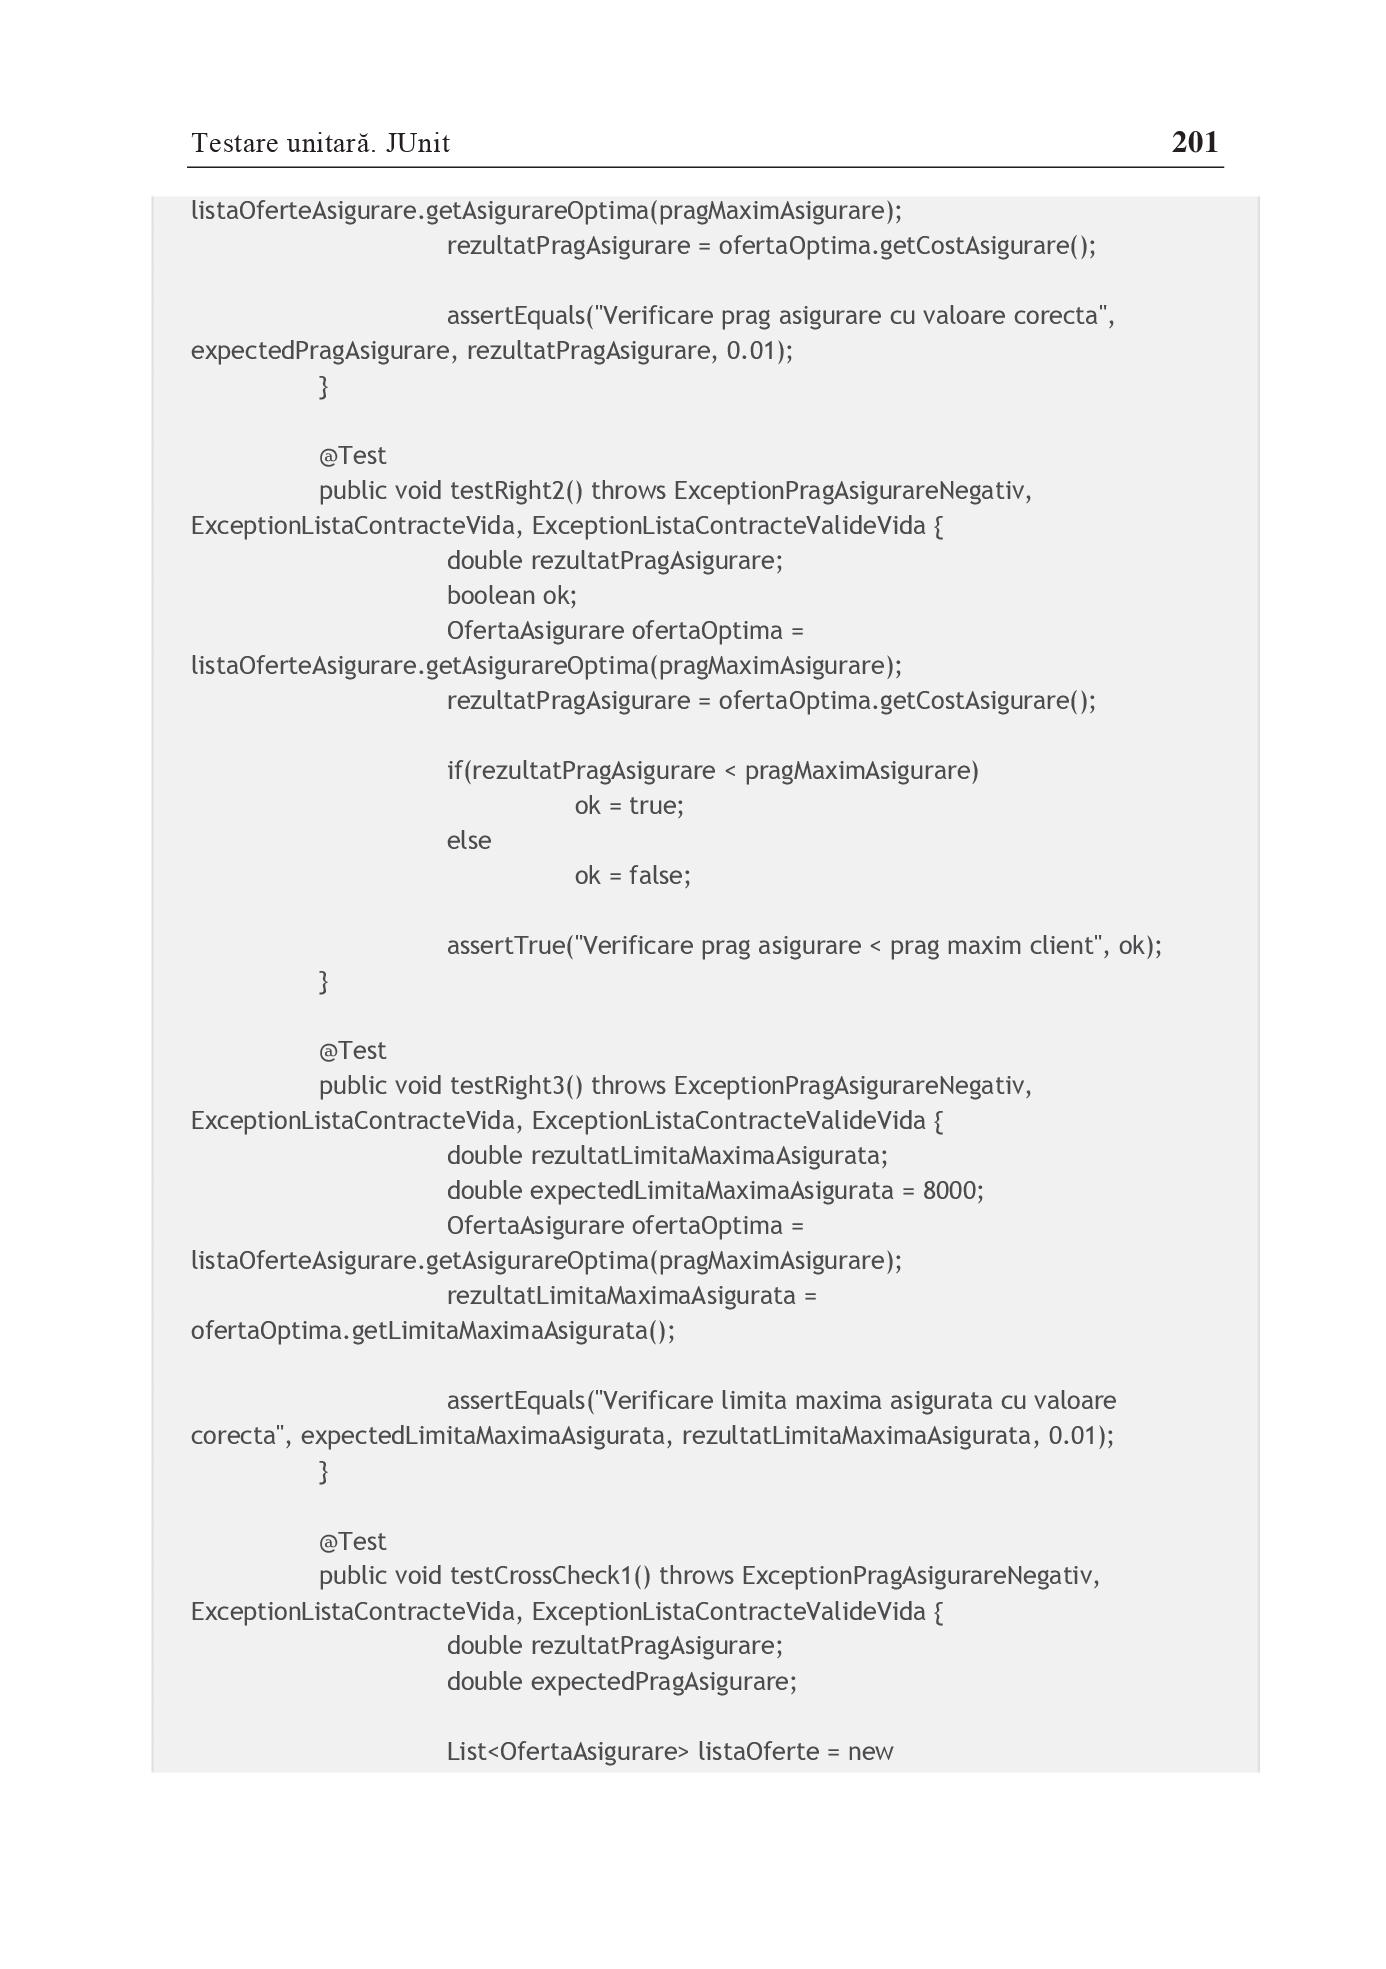 Testare unitară. JUnit 201
listaOferteAsigurare.getAsigurareOptima(pragMaximAsigurare);
rezultatPragAsigurare = ofertaOptima.getCostAsigurare();
assertEquals("Verificare prag asigurare cu valoare corecta",
expectedPragAsigurare, rezultatPragAsigurare, 0.01);
}
@Test
public void testRight2() throws ExceptionPragAsigurareNegativ,
ExceptionListaContracteVida, ExceptionListaContracteValideVida {
double rezultatPragAsigurare;
boolean ok;
OfertaAsigurare ofertaOptima =
listaOferteAsigurare.getAsigurareOptima(pragMaximAsigurare);
rezultatPragAsigurare = ofertaOptima.getCostAsigurare();
if(rezultatPragAsigurare < pragMaximAsigurare)
ok = true;
else
ok = false;
assertTrue("Verificare prag asigurare < prag maxim client", ok);
}
@Test
public void testRight3() throws ExceptionPragAsigurareNegativ,
ExceptionListaContracteVida, ExceptionListaContracteValideVida {
double rezultatLimitaMaximaAsigurata;
double expectedLimitaMaximaAsigurata = 8000;
OfertaAsigurare ofertaOptima =
listaOferteAsigurare.getAsigurareOptima(pragMaximAsigurare);
rezultatLimitaMaximaAsigurata =
ofertaOptima.getLimitaMaximaAsigurata();
assertEquals("Verificare limita maxima asigurata cu valoare
corecta", expectedLimitaMaximaAsigurata, rezultatLimitaMaximaAsigurata, 0.01);
}
@Test
public void testCrossCheck1() throws ExceptionPragAsigurareNegativ,
ExceptionListaContracteVida, ExceptionListaContracteValideVida {
double rezultatPragAsigurare;
double expectedPragAsigurare;
List<OfertaAsigurare> listaOferte = new